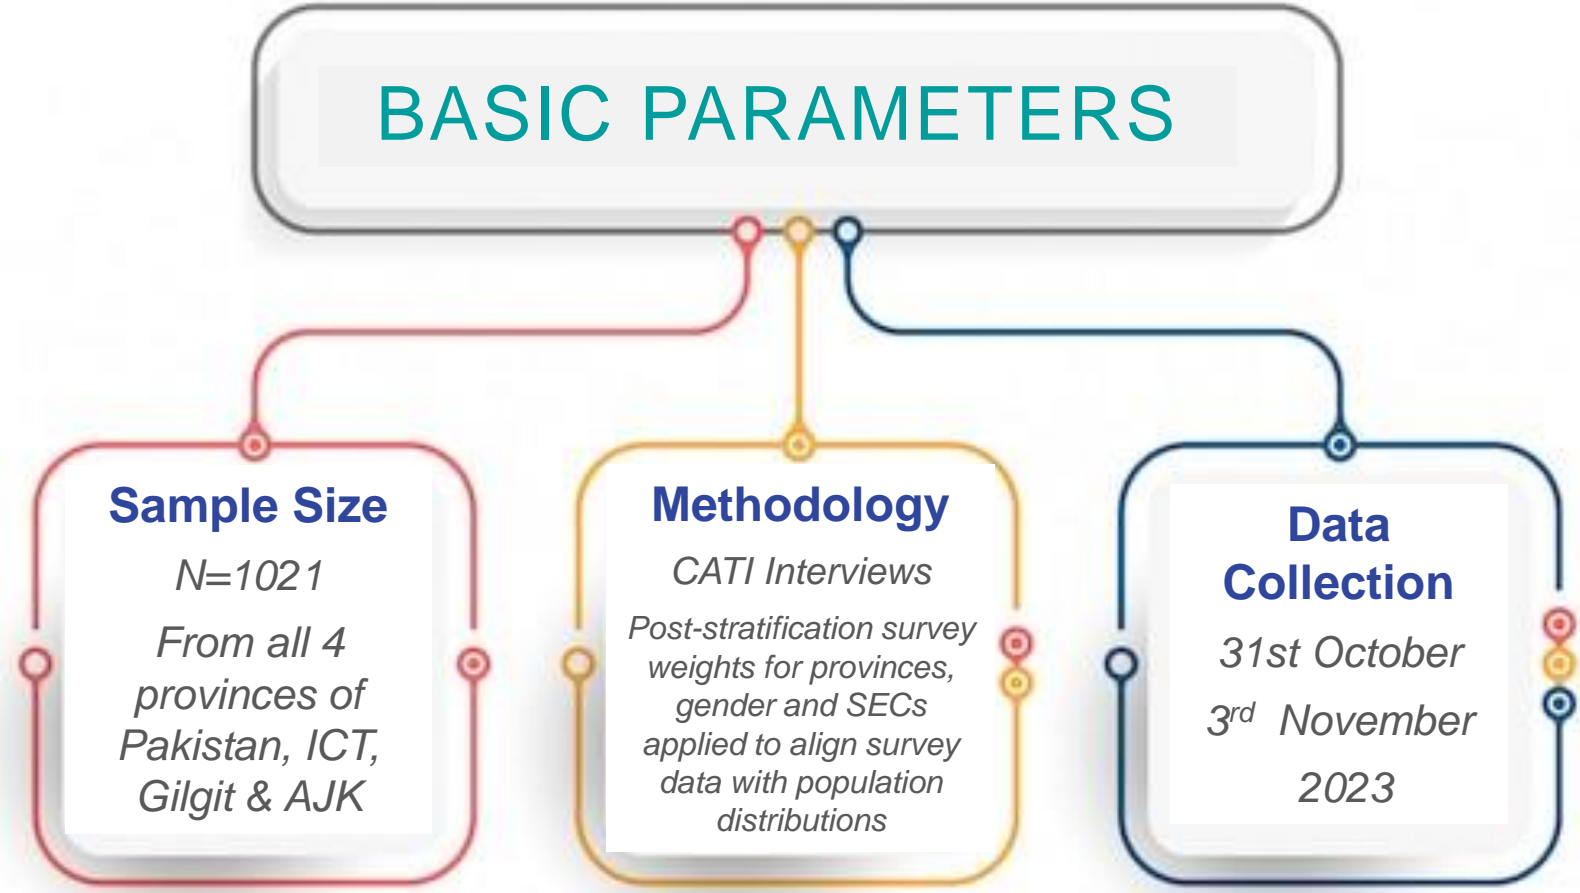 BASIC PARAMETERS
Sample Size
N=1021
From all 4
provinces of
Pakistan, ICT,
Gilgit & AJK
Methodology
CATI Interviews
Post-stratification survey
weights for provinces,
gender and SECs
applied to align survey
data with population
distributions
Data
Collection
31st October
3rd November
2023